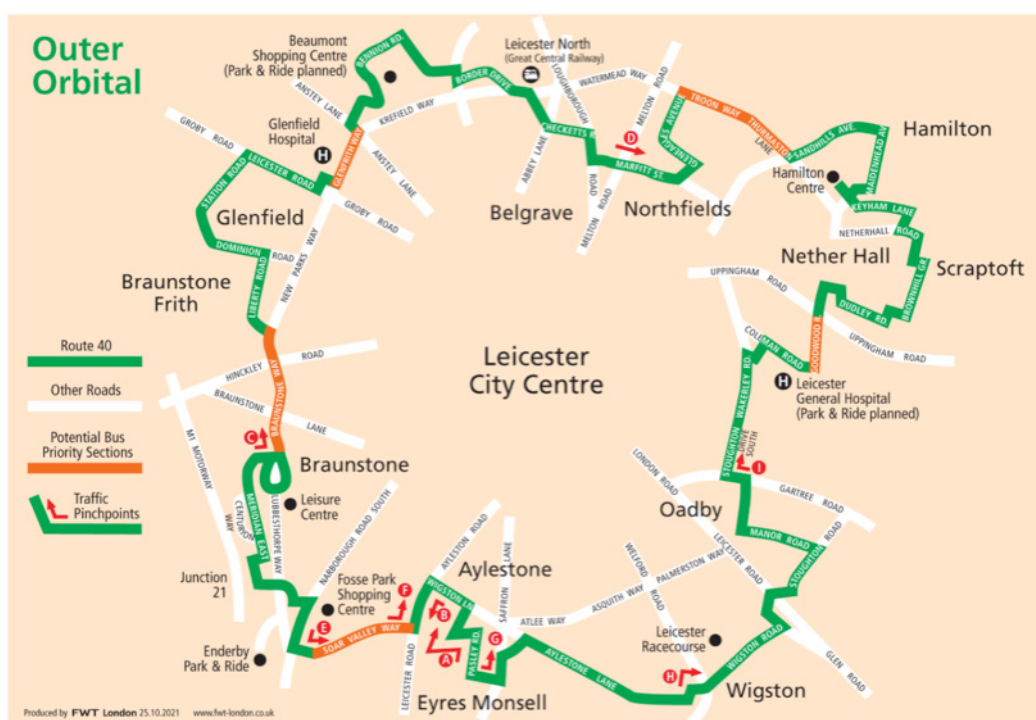 Outer
Orbital
Beaumont
Shopping Centre
(Park & Ride planned)
BENNION RD.
Leicester North
(Great Central Railway)
BORDER DRIVE
LOUGHBOROUGH
ROAD
WATERMEAD WAY
MELTON ROAD
ANSTEY LANE
KREFIELD WAY
TROON WAY
THURMASTON
LANE
Hamilton
SANDHILLS AVE.
MAIDENHEAD AV.
Hamilton
Centre
GROBY ROAD
Glenfield
Hospital
H
GLENFRITH WAY
ANSTEY LANE
ABBEY LANE
D
MARFITT ST.
MELTON ROAD
Belgrave
Northfields
KEYHAM LANE
NETHERHALL ROAD
STATION ROAD
LEICESTER ROAD
GROBY ROAD
Glenfield
NEW PARKS WAY
DOMINION ROAD
LIBERTY ROAD
Braunstone
Frith
Nether Hall
Scraptoft
BROWNHILL CR.
UPPINGHAM ROAD
DUDLEY RD.
UPPINGHAM ROAD
COLEMAN ROAD
H
Leicester
General Hospital
(Park & Ride planned)
Leicester
City Centre
Route 40
Other Roads
Potential Bus
Priority Sections
Traffic
Pinchpoints
HINCKLEY ROAD
BRAUNSTONE WAY
BRAUNSTONE LANE
M1 MOTORWAY
C
Braunstone
Leisure
Centre
MERIDIAN EAST
CENTURION
WAY
LUBBESTHORPE WAY
NARBOROUGH ROAD SOUTH
Junction
21
Enderby
Park & Ride
Fosse Park
Shopping
Centre
E
SOAR VALLEY WAY
F
AYLESTON ROAD
Aylestone
WIGSTON LN.
B
A
LEICESTER ROAD
PASLEY RD.
G
SAFFRON LANE
Eyres Monsell
ATLEE WAY
ASQUITH WAY
PALMERSTON WAY
WELFORD ROAD
AYLESTONE LANE
Leicester
Racecourse
H
Wigston
WIGSTON ROAD
GLEN ROAD
LONDON ROAD
LEICESTER ROAD
Oadby
STOUGHTON
DRIVE
SOUTH
WAKERLEY RD.
I
GARTREE ROAD
MANOR ROAD
STOUGHTON ROAD
Produced by FWT London 25.10.2021 www.fwt-london.co.uk